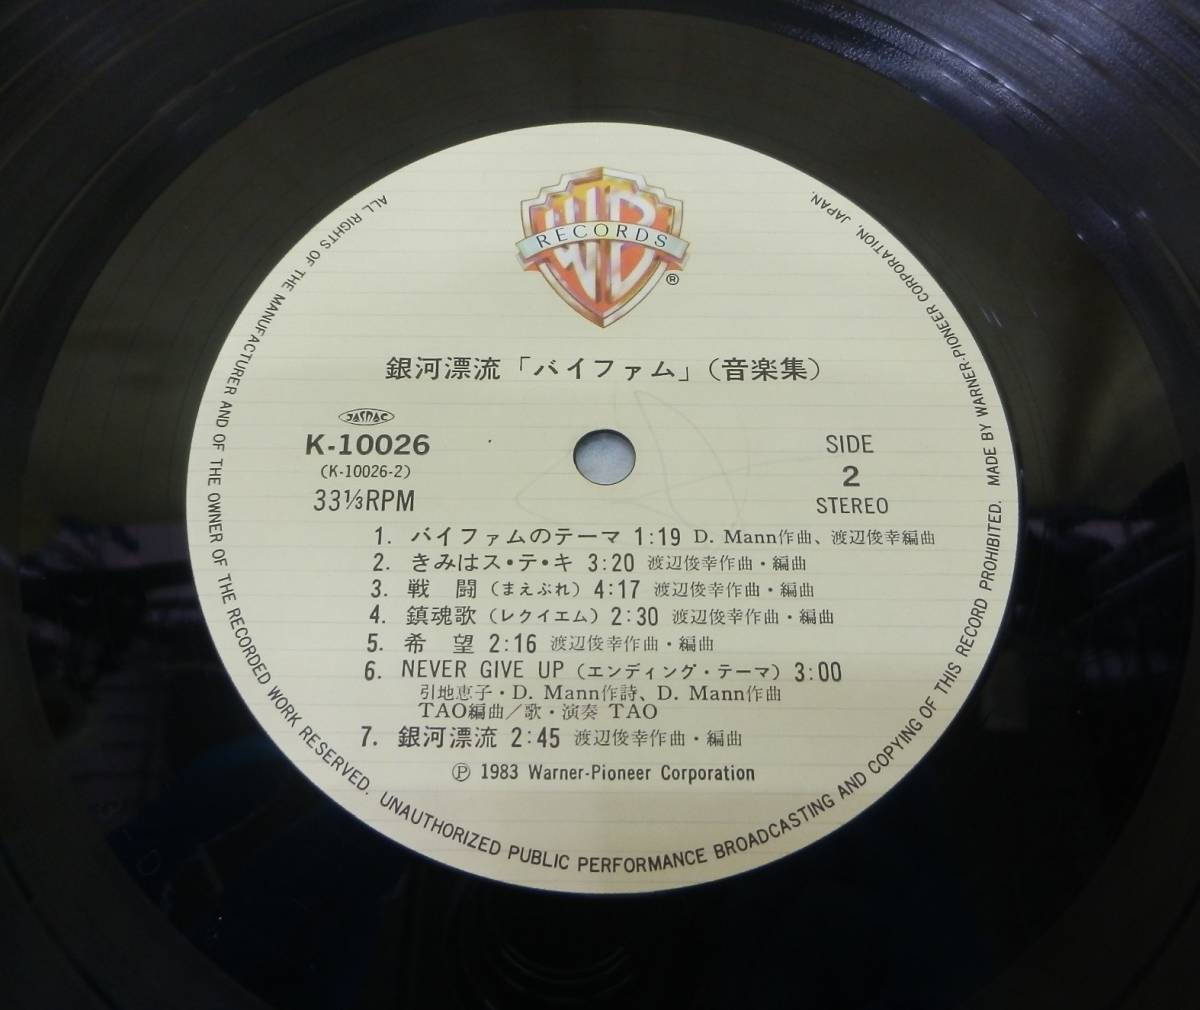 WB
RECORDS
®
銀河漂流「バイファム」（音楽集）
JASRAC
K-10026
(K-10026-2)
33⅓RPM
SIDE
2
STEREO
1. バイファムのテーマ 1:19 D. Mann作曲、渡辺俊幸編曲
2. きみはス・テ・キ 3:20 渡辺俊幸作曲・編曲
3. 戦 闘（まえぶれ）4:17 渡辺俊幸作曲・編曲
4. 鎮魂歌（レクイエム）2:30 渡辺俊幸作曲・編曲
5. 希 望 2:16 渡辺俊幸作曲・編曲
6. NEVER GIVE UP（エンディング・テーマ）3:00
引地恵子・D. Mann作詩、D. Mann作曲
TAO編曲／歌・演奏 TAO
7. 銀河漂流 2:45 渡辺俊幸作曲・編曲
Ⓟ 1983 Warner-Pioneer Corporation
ALL RIGHTS OF THE MANUFACTURER AND OF THE OWNER OF THE RECORDED WORK RESERVED. UNAUTHORIZED PUBLIC PERFORMANCE BROADCASTING AND COPYING OF THIS RECORD PROHIBITED. MADE BY WARNER-PIONEER CORPORATION, JAPAN.